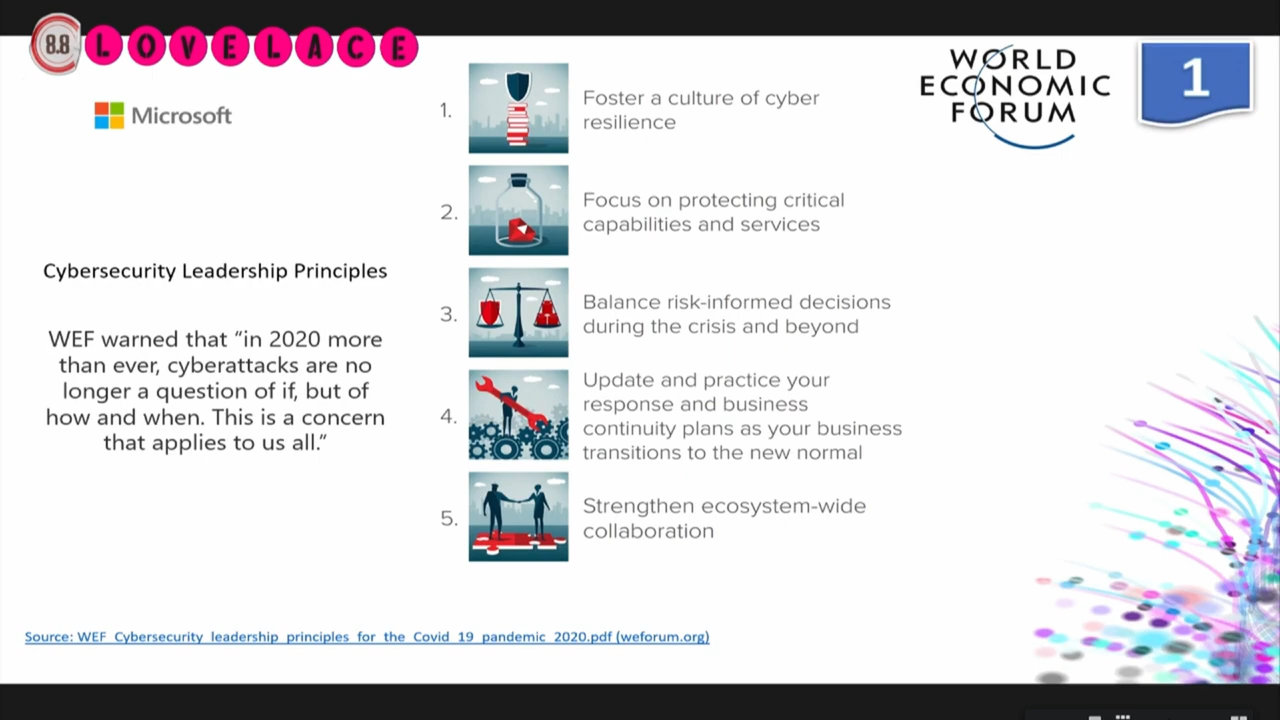 8.8 LOVELACE
Microsoft
WORLD
ECONOMIC
FORUM
1
Cybersecurity Leadership Principles
WEF warned that “in 2020 more
than ever, cyberattacks are no
longer a question of if, but of
how and when. This is a concern
that applies to us all.”
1.
Foster a culture of cyber
resilience
2.
Focus on protecting critical
capabilities and services
3.
Balance risk-informed decisions
during the crisis and beyond
4.
Update and practice your
response and business
continuity plans as your business
transitions to the new normal
5.
Strengthen ecosystem-wide
collaboration
Source: WEF_Cybersecurity_leadership_principles_for_the_Covid_19_pandemic_2020.pdf (weforum.org)